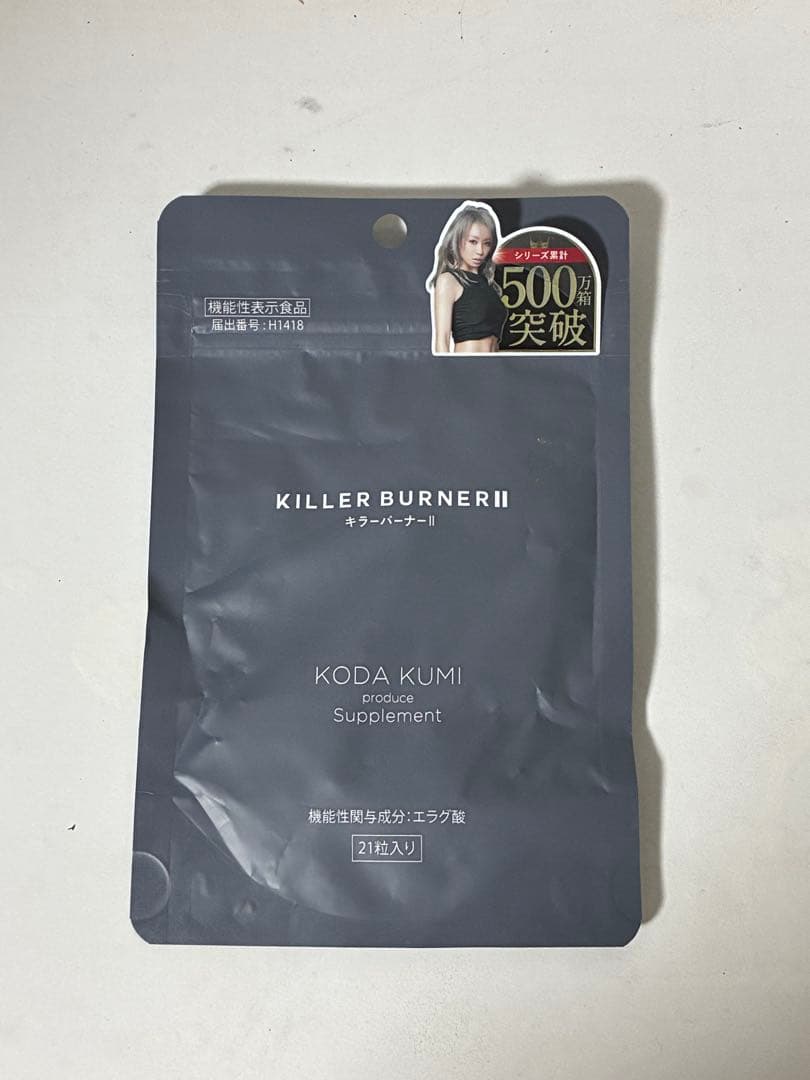 機能性表示食品
届出番号:H1418
シリーズ累計
500万箱
突破
KILLER BURNERⅡ
キラーバーナーⅡ
KODA KUMI
produce
Supplement
機能性関与成分:エラグ酸
21粒入り